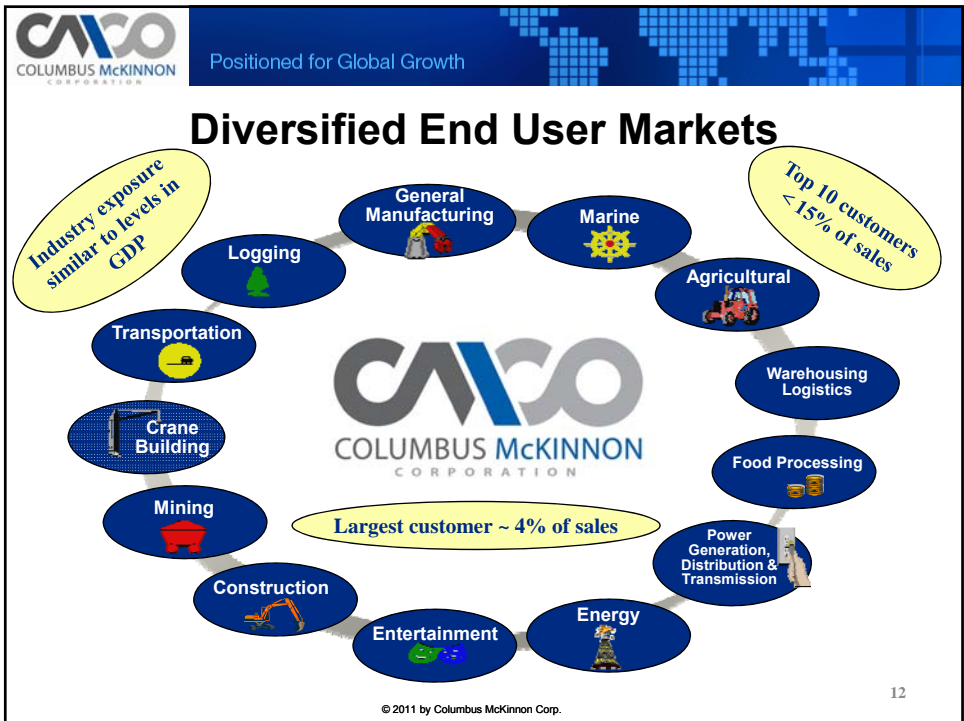 CMCO
COLUMBUS McKINNON
CORPORATION
Positioned for Global Growth
Diversified End User Markets
Industry exposure
similar to levels in
GDP
Top 10 customers
< 15% of sales
General
Manufacturing
Marine
Logging
Agricultural
Transportation
Warehousing
Logistics
Crane
Building
CMCO
COLUMBUS McKINNON
CORPORATION
Food Processing
Mining
Largest customer ~ 4% of sales
Power
Generation,
Distribution &
Transmission
Construction
Energy
Entertainment
12
© 2011 by Columbus McKinnon Corp.